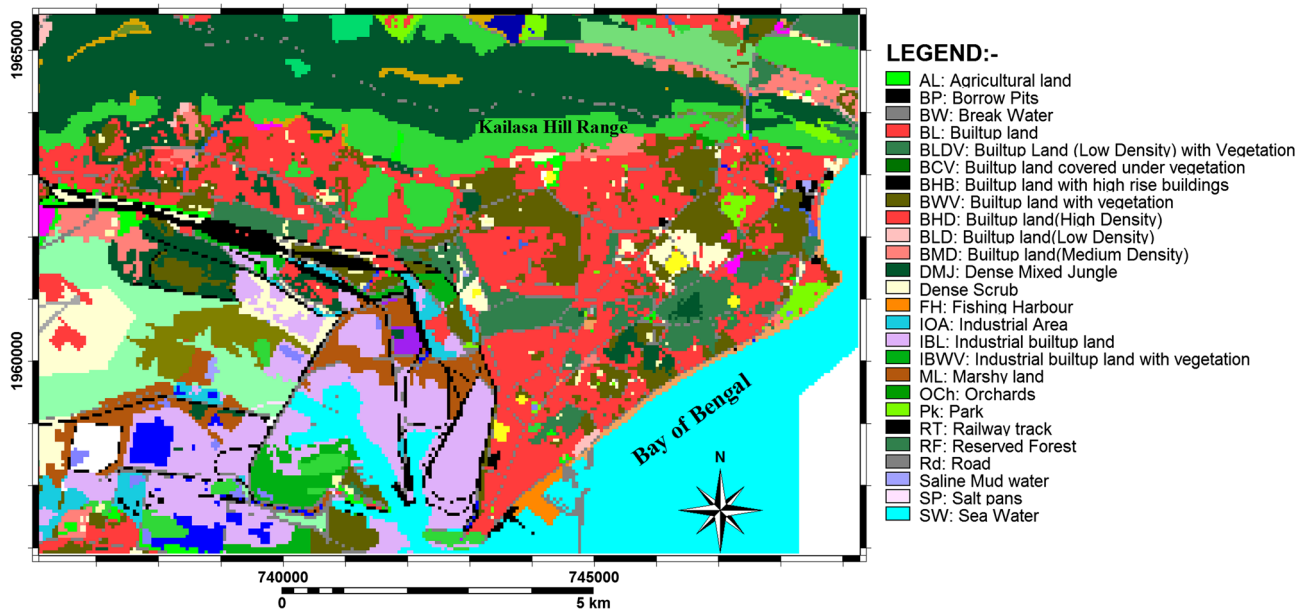 1965000
1960000
Kailasa Hill Range
Bay of Bengal
N
740000
745000
0
5 km
LEGEND:-
AL: Agricultural land
BP: Borrow Pits
BW: Break Water
BL: Builtup land
BLDV: Builtup Land (Low Density) with Vegetation
BCV: Builtup land covered under vegetation
BHB: Builtup land with high rise buildings
BWV: Builtup land with vegetation
BHD: Builtup land(High Density)
BLD: Builtup land(Low Density)
BMD: Builtup land(Medium Density)
DMJ: Dense Mixed Jungle
Dense Scrub
FH: Fishing Harbour
IOA: Industrial Area
IBL: Industrial builtup land
IBWV: Industrial builtup land with vegetation
ML: Marshy land
OCh: Orchards
Pk: Park
RT: Railway track
RF: Reserved Forest
Rd: Road
Saline Mud water
SP: Salt pans
SW: Sea Water